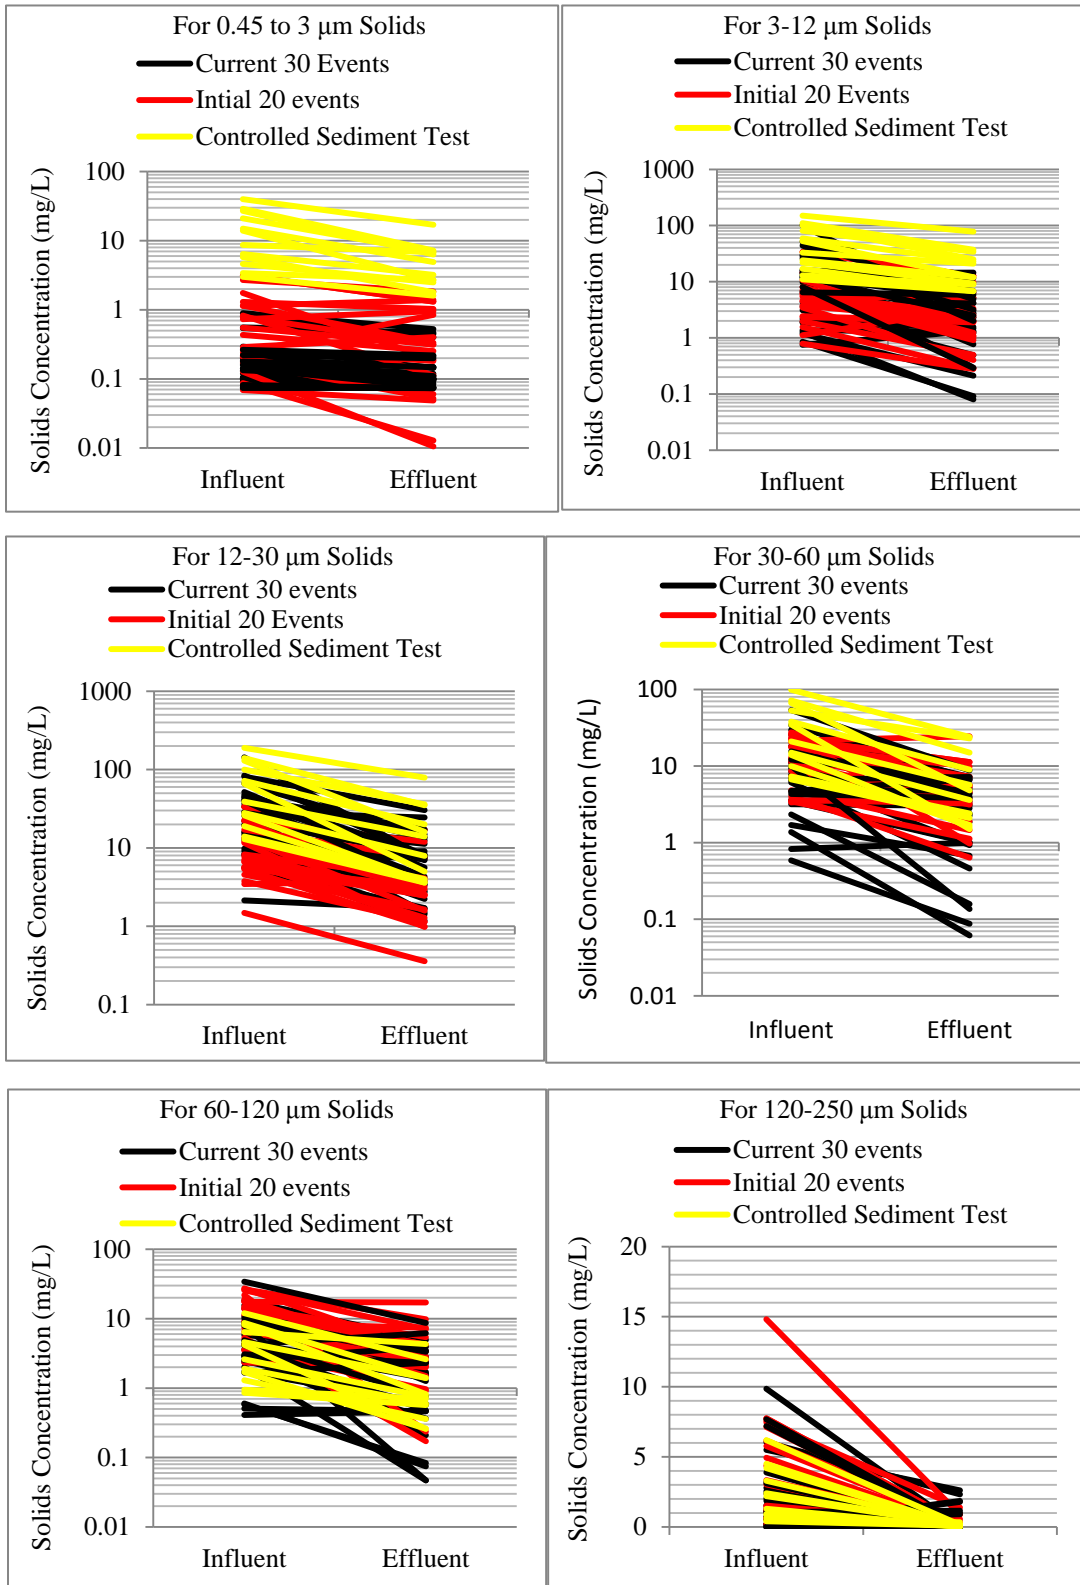 For 0.45 to 3 μm Solids
Current 30 Events
Intial 20 events
Controlled Sediment Test
Solids Concentration (mg/L)
100
10
1
0.1
0.01
Influent
Effluent
For 3-12 μm Solids
Current 30 events
Initial 20 Events
Controlled Sediment Test
Solids Concentration (mg/L)
1000
100
10
1
0.1
0.01
Influent
Effluent
For 12-30 μm Solids
Current 30 events
Initial 20 Events
Controlled Sediment Test
Solids Concentration (mg/L)
1000
100
10
1
0.1
Influent
Effluent
For 30-60 μm Solids
Current 30 events
Initial 20 events
Controlled Sediment Test
Solids Concentration (mg/L)
100
10
1
0.1
0.01
Influent
Effluent
For 60-120 μm Solids
Current 30 events
Initial 20 events
Controlled Sediment Test
Solids Concentration (mg/L)
100
10
1
0.1
0.01
Influent
Effluent
For 120-250 μm Solids
Current 30 events
Initial 20 events
Controlled Sediment Test
Solids Concentration (mg/L)
20
15
10
5
0
Influent
Effluent